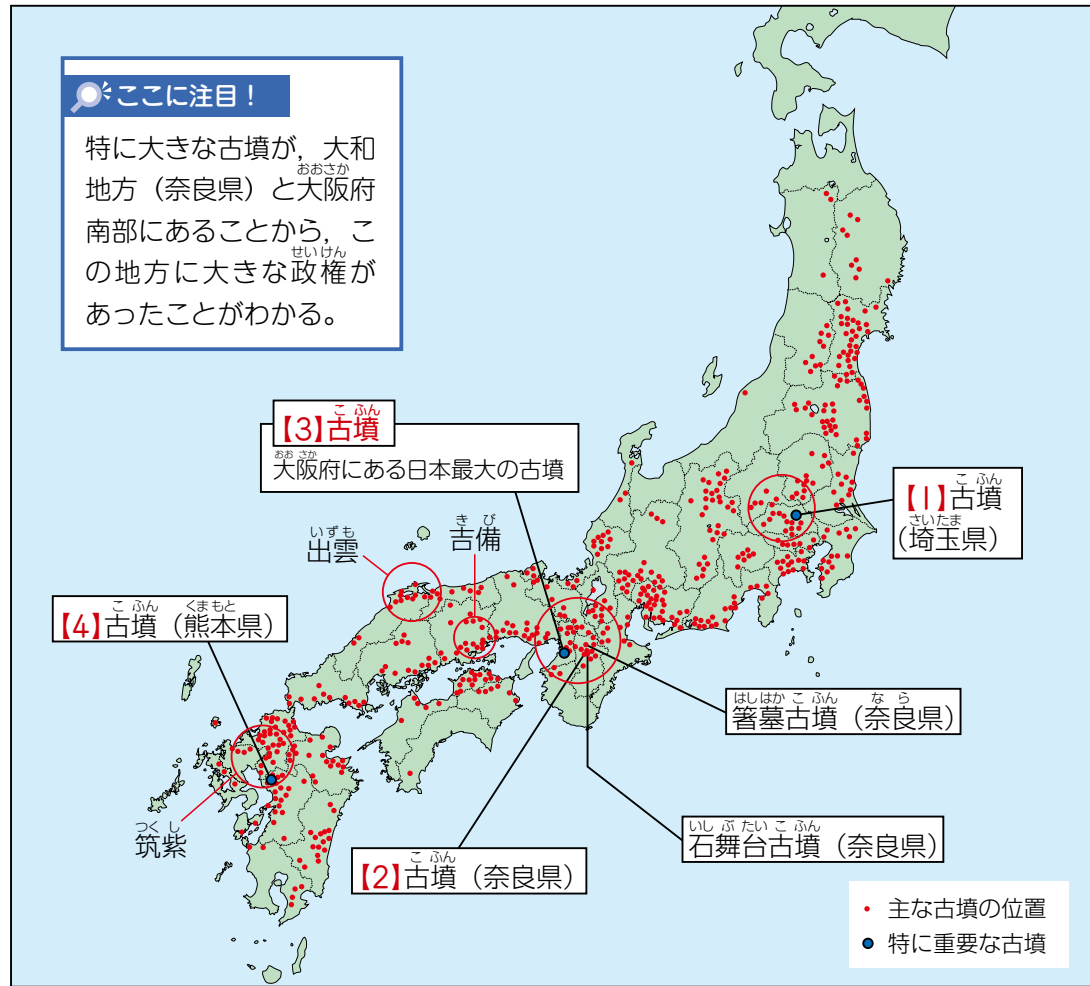 ここに注目！
特に大きな古墳が，大和
地方（奈良県）と大阪府
おおさか
南部にあることから，こ
の地方に大きな政権が
せいけん
あったことがわかる。
【3】古墳
こふん
大阪府にある日本最大の古墳
おおさか
【1】古墳
こふん
（埼玉県）
さいたま
出雲
いずも
吉備
きび
【4】古墳（熊本県）
こふん くまもと
箸墓古墳（奈良県）
はしはかこふん なら
石舞台古墳（奈良県）
いしぶたいこふん
筑紫
つくし
【2】古墳（奈良県）
こふん
主な古墳の位置
特に重要な古墳